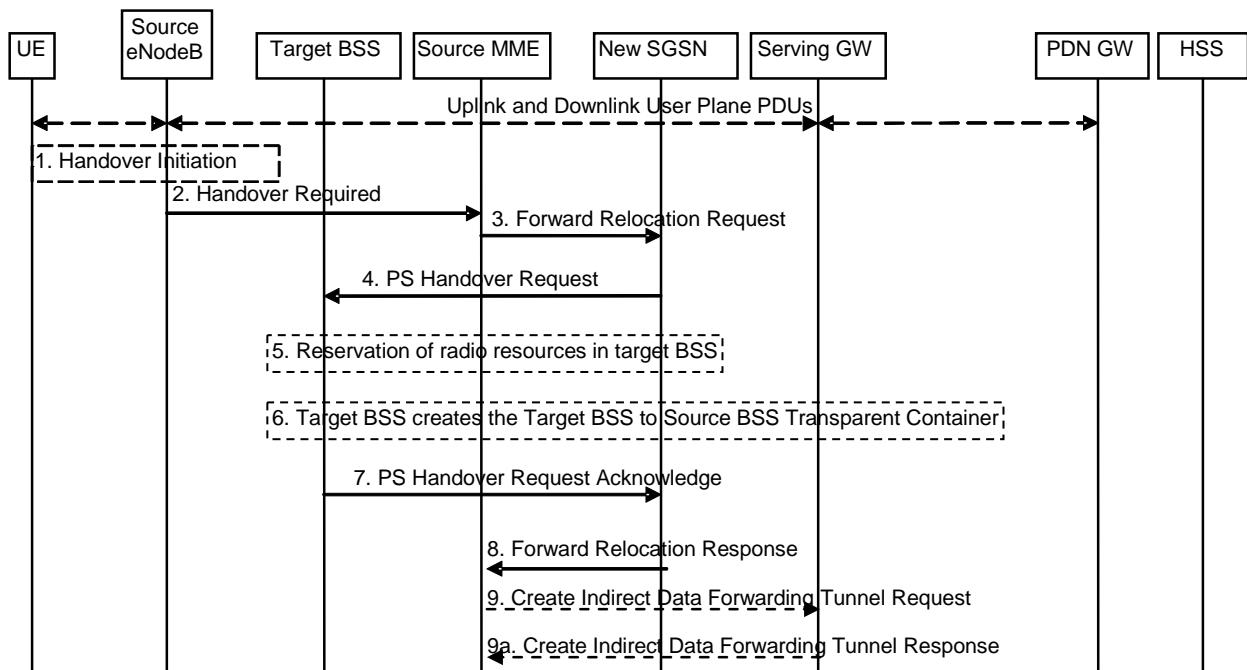 UE
Source
eNodeB
Target BSS
Source MME
New SGSN
Serving GW
PDN GW
HSS
Uplink and Downlink User Plane PDUs
1. Handover Initiation
2. Handover Required
3. Forward Relocation Request
4. PS Handover Request
5. Reservation of radio resources in target BSS
6. Target BSS creates the Target BSS to Source BSS Transparent Container
7. PS Handover Request Acknowledge
8. Forward Relocation Response
9. Create Indirect Data Forwarding Tunnel Request
9a. Create Indirect Data Forwarding Tunnel Response